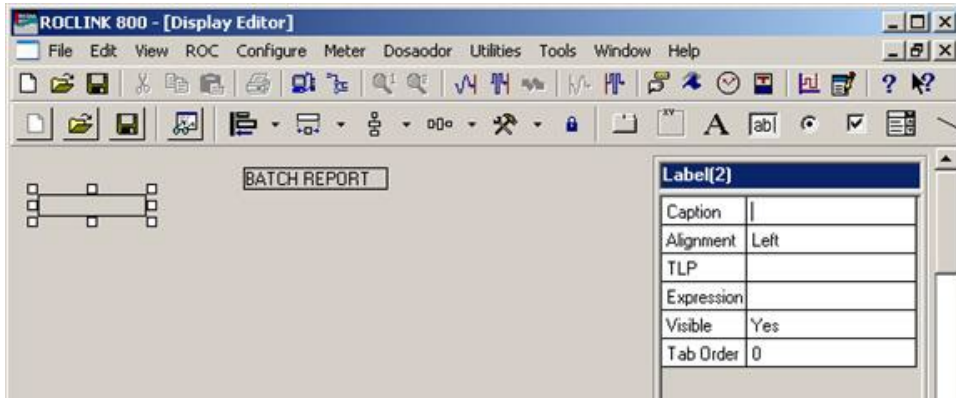 ROCLINK 800 - [Display Editor]
File Edit View ROC Configure Meter Dosaodor Utilities Tools Window Help
A ab|
BATCH REPORT
Label(2)
Caption
Alignment Left
TLP
Expression
Visible Yes
Tab Order 0